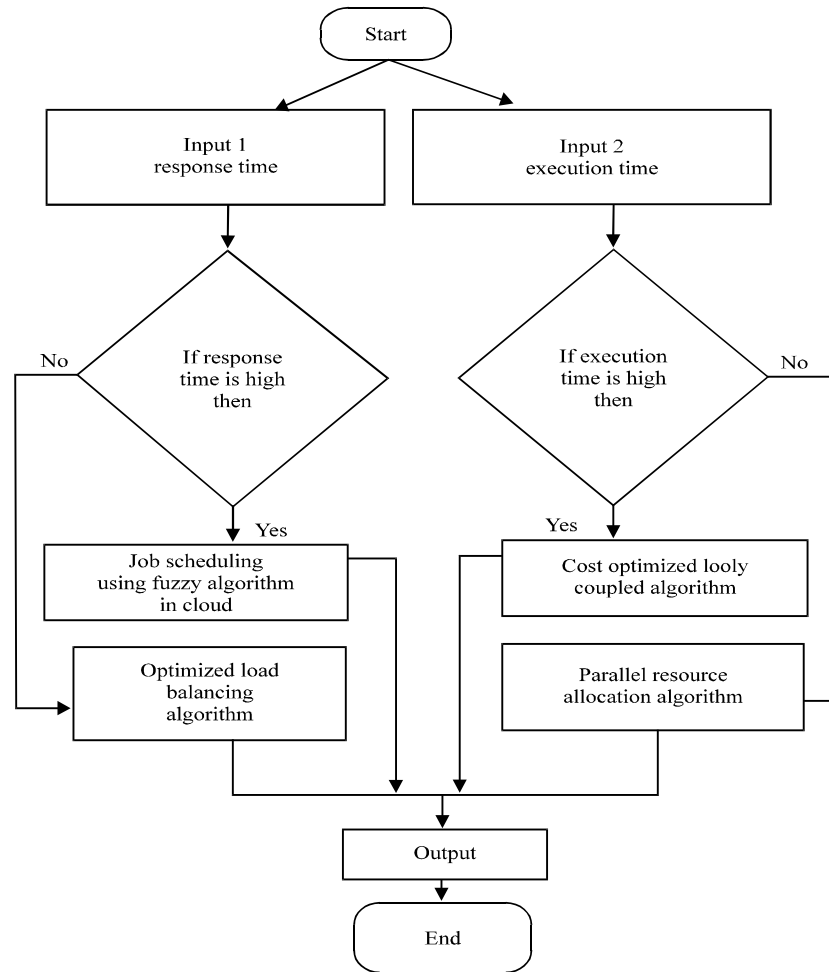 Start
Input 1
response time
Input 2
execution time
No
If response
time is high
then
If execution
time is high
then
No
Yes
Yes
Job scheduling
using fuzzy algorithm
in cloud
Cost optimized looly
coupled algorithm
Optimized load
balancing
algorithm
Parallel resource
allocation algorithm
Output
End